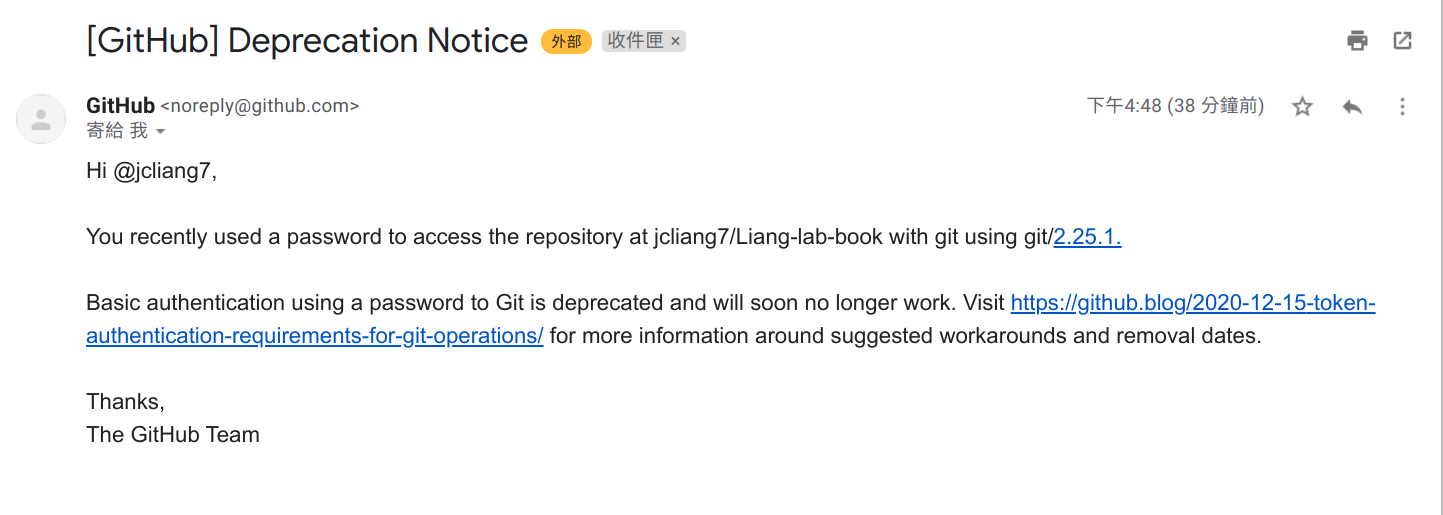 [GitHub] Deprecation Notice 外部 收件匣 ×
GitHub <noreply@github.com> 下午4:48 (38 分鐘前)
寄給 我
Hi @jcliang7,
You recently used a password to access the repository at jcliang7/Liang-lab-book with git using git/2.25.1.
Basic authentication using a password to Git is deprecated and will soon no longer work. Visit https://github.blog/2020-12-15-token-
authentication-requirements-for-git-operations/ for more information around suggested workarounds and removal dates.
Thanks,
The GitHub Team